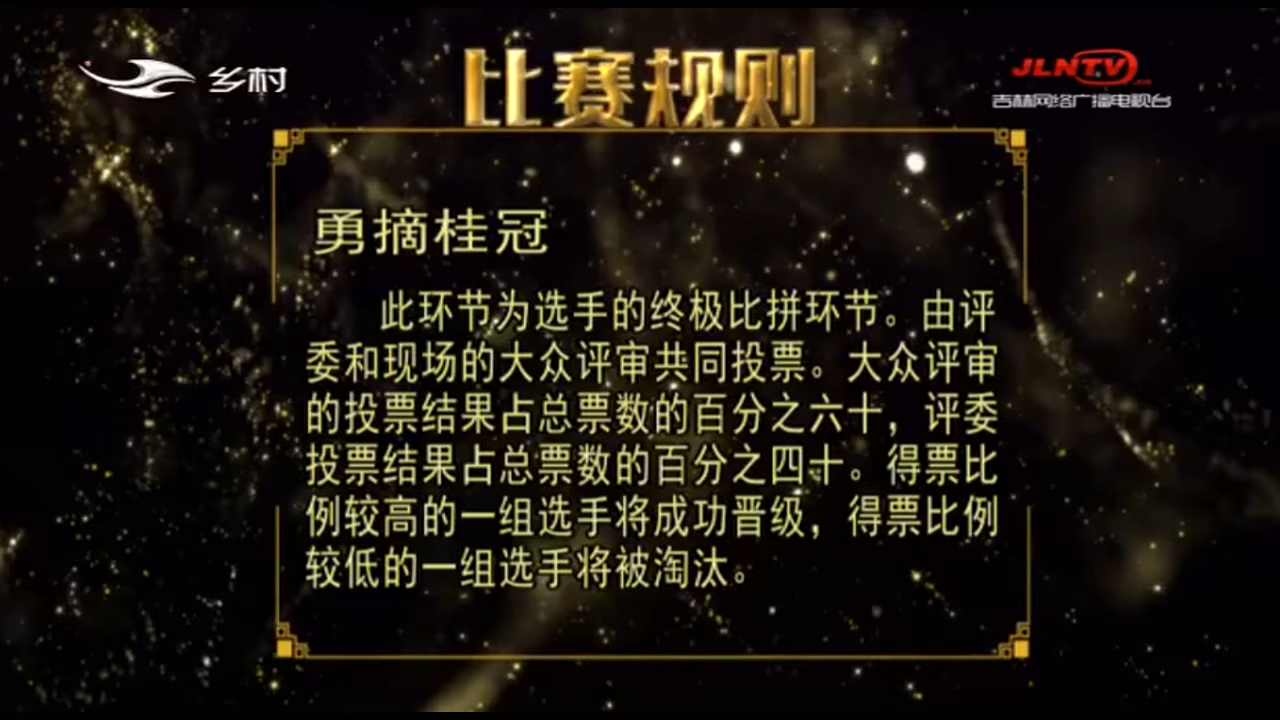 乡村
比赛规则
JLNTV
吉林网络广播电视台
勇摘桂冠
此环节为选手的终极比拼环节。由评
委和现场的大众评审共同投票。大众评审
的投票结果占总票数的百分之六十，评委
投票结果占总票数的百分之四十。得票比
例较高的一组选手将成功晋级，得票比例
较低的一组选手将被淘汰。